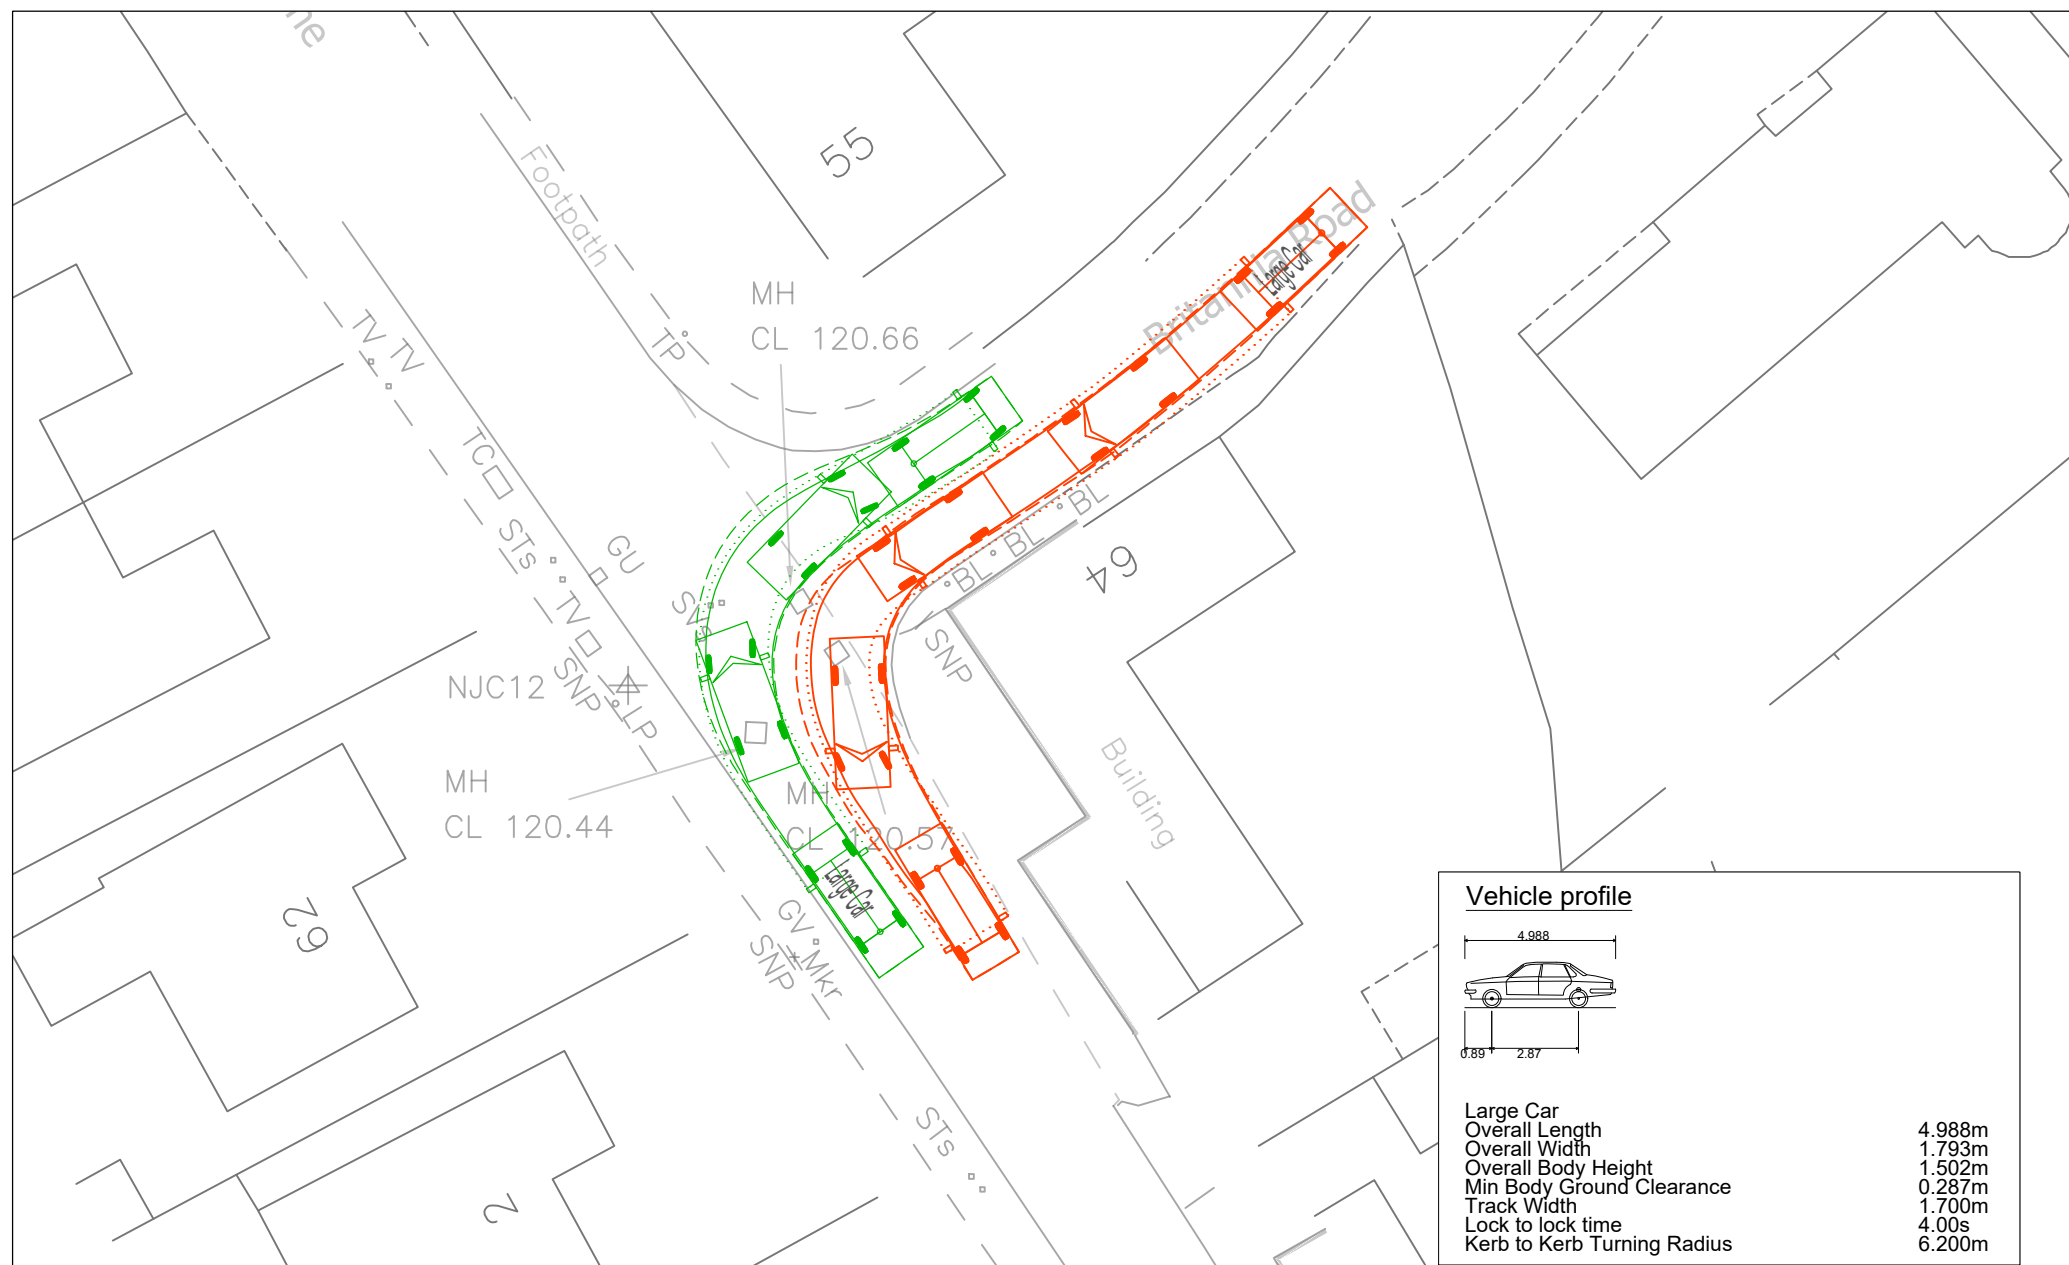 ne
Footpath
55
MH
CL 120.66
Britannia Road
Large Car
TP
TV
TV
TC
STs
GU
TV
SVs
SNP
LP
NJC12
BL
BL
BL
64
SNP
MH
CL 120.44
MH
CL 120.57
Building
Large Car
62
GV
SNP
Mkr
STs
2
Vehicle profile
4.988
0.89
2.87
Large Car
Overall Length 4.988m
Overall Width 1.793m
Overall Body Height 1.502m
Min Body Ground Clearance 0.287m
Track Width 1.700m
Lock to lock time 4.00s
Kerb to Kerb Turning Radius 6.200m